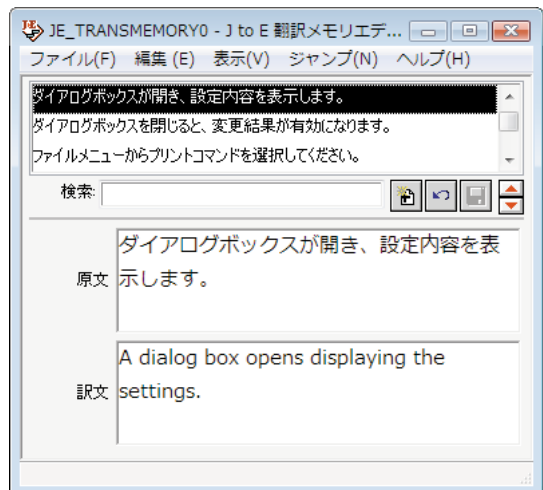 JE_TRANSMEMORY0 - J to E 翻訳メモリエデ...
ファイル(F) 編集(E) 表示(V) ジャンプ(N) ヘルプ(H)
ダイアログボックスが開き、設定内容を表示します。
ダイアログボックスを閉じると、変更結果が有効になります。
ファイルメニューからプリントコマンドを選択してください。
検索:
原文
ダイアログボックスが開き、設定内容を表
示します。
訳文
A dialog box opens displaying the
settings.